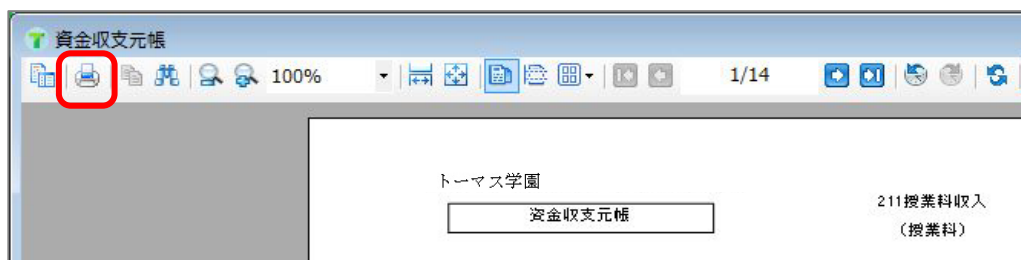 資金収支元帳
100%
1/14
トーマス学園
資金収支元帳
211授業料収入
(授業料)